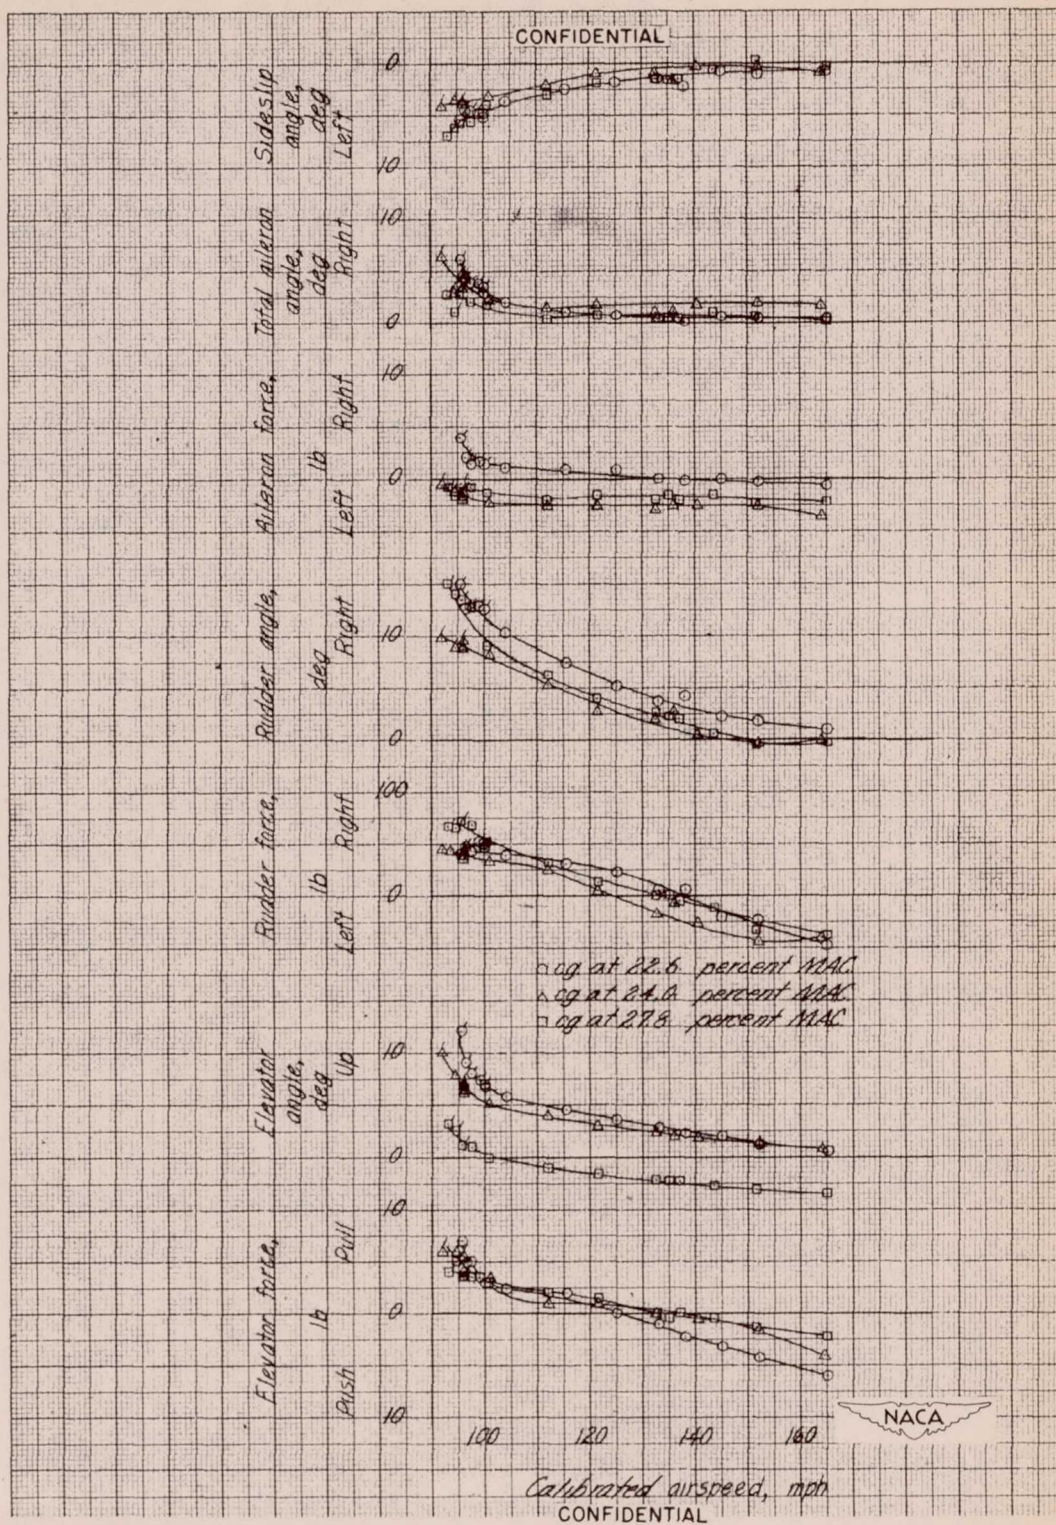 CONFIDENTIAL
Sideslip
angle,
deg
Left
0
10
Total aileron
angle,
deg
Right
10
0
Aileron force,
lb
Left Right
10
0
Rudder angle,
deg
Right
10
0
Rudder force,
lb
Left Right
100
0
cg at 22.6 percent MAC
cg at 24.0 percent MAC
cg at 27.8 percent MAC
Elevator
angle,
deg
Up
10
0
Elevator force,
lb
Push Pull
10
0
10
100 120 140 160
NACA
Calibrated airspeed, mph
CONFIDENTIAL